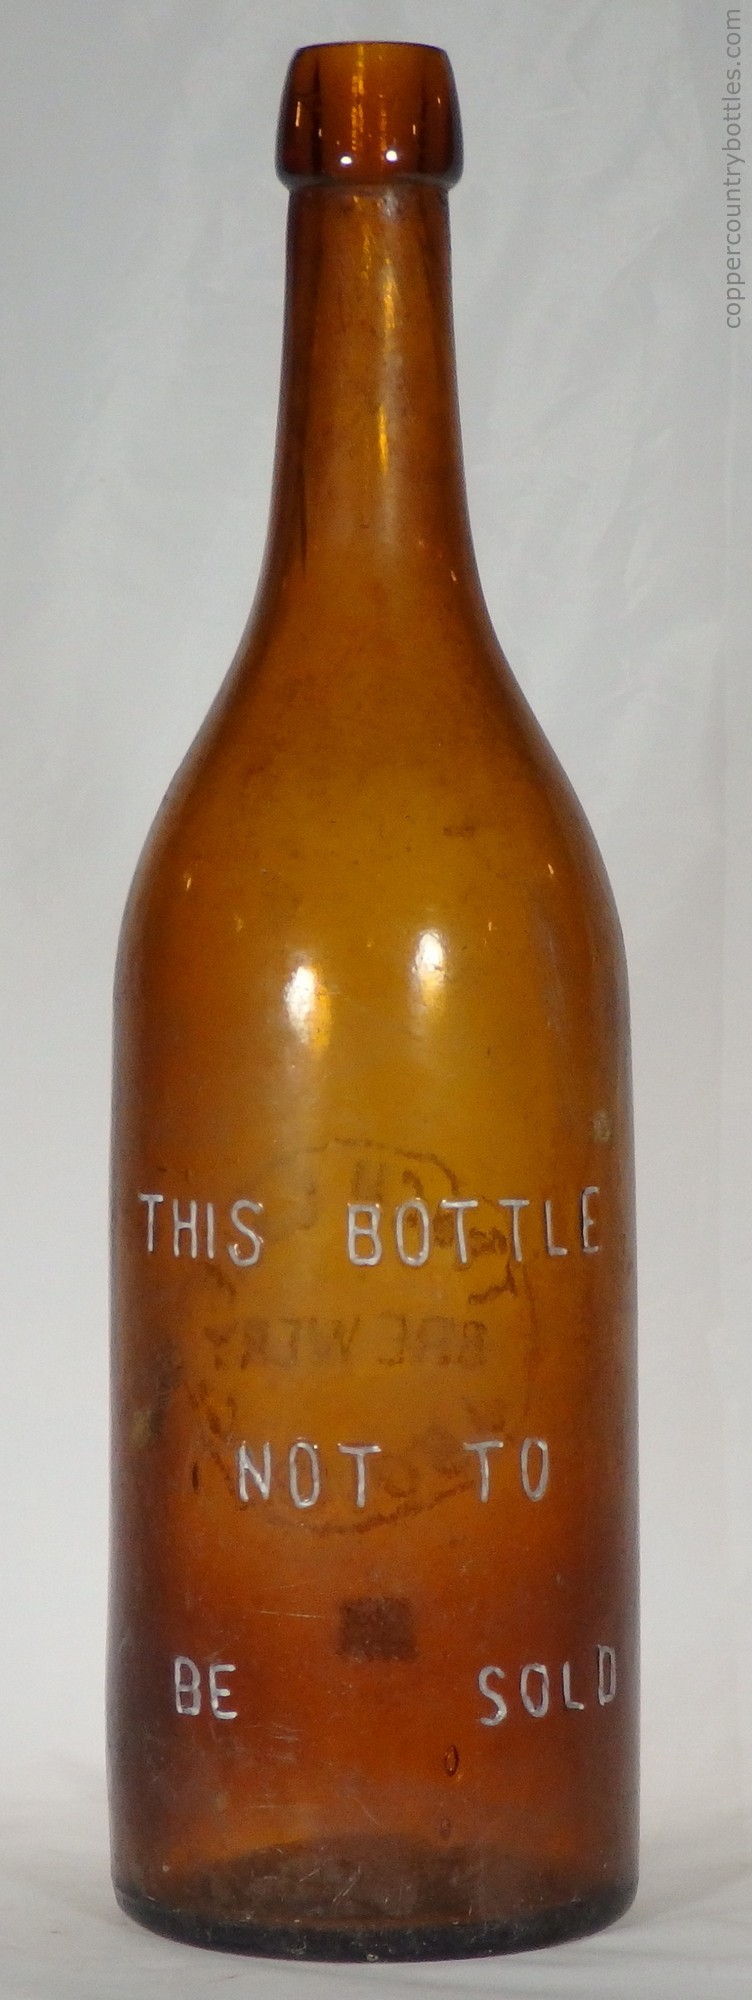 coppercountrybottles.com
THIS BOTTLE
BREWERY
NOT TO
BE SOLD